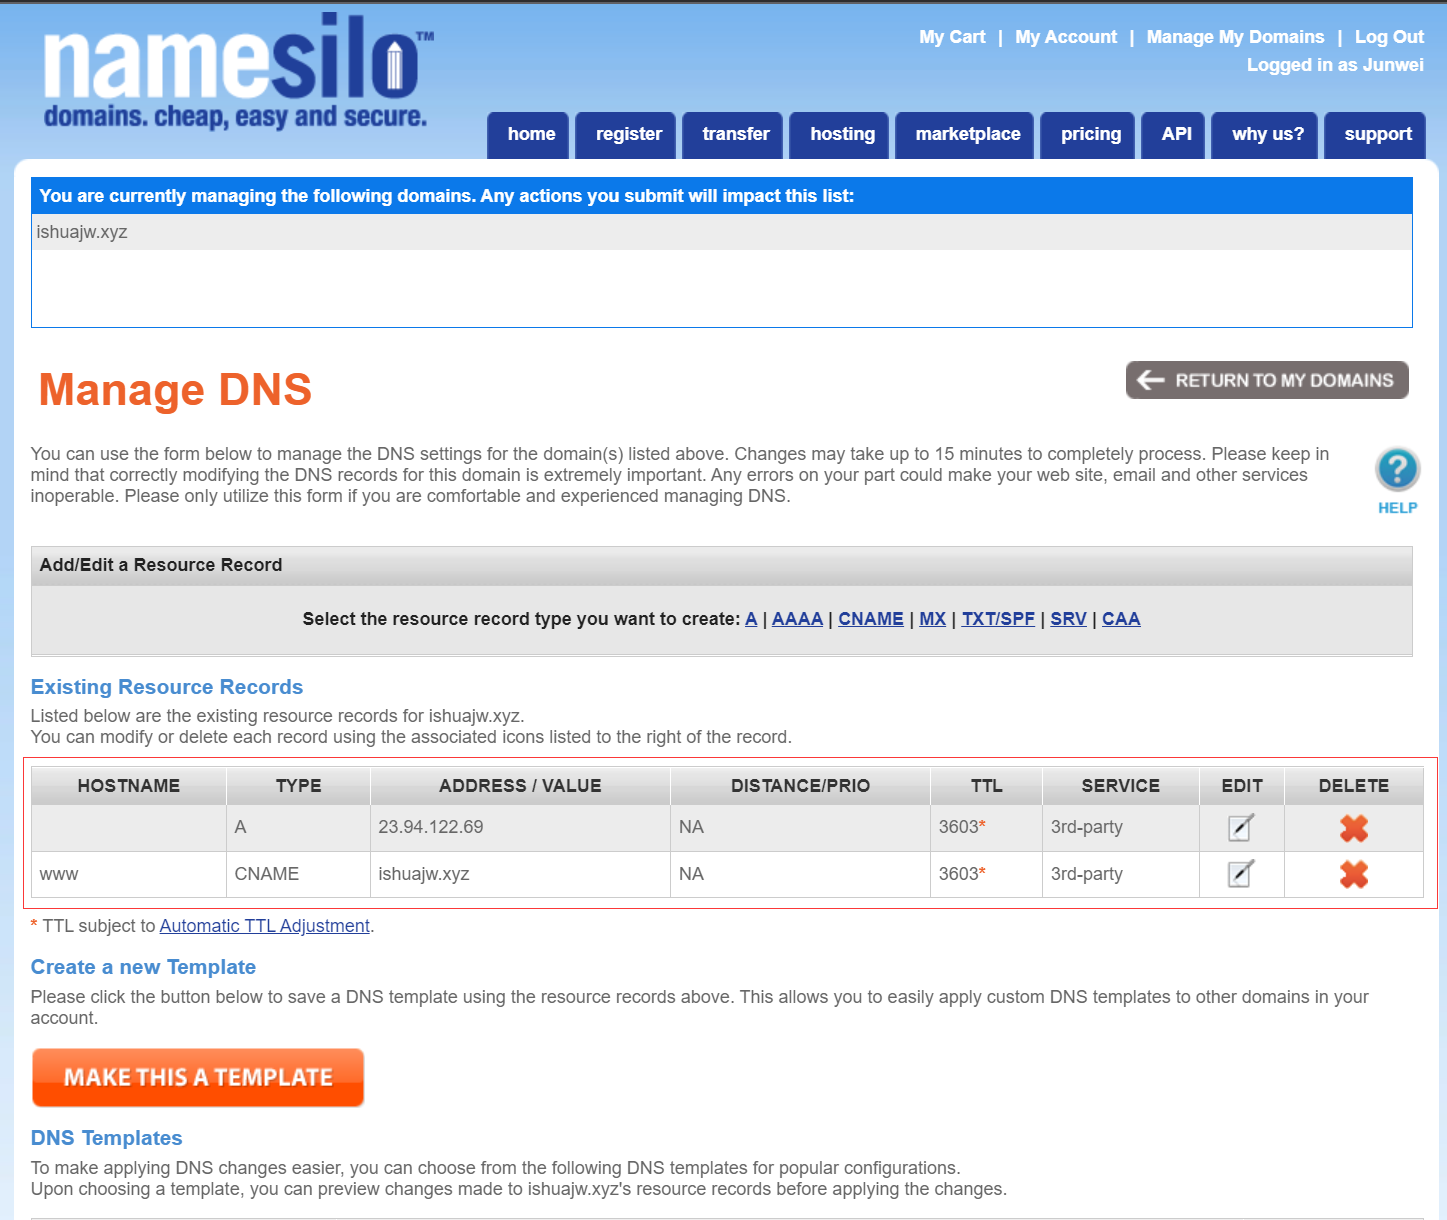 namesilo™
domains. cheap, easy and secure.
My Cart | My Account | Manage My Domains | Log Out
Logged in as Junwei
home register transfer hosting marketplace pricing API why us? support
You are currently managing the following domains. Any actions you submit will impact this list:
ishuajw.xyz
Manage DNS
RETURN TO MY DOMAINS
You can use the form below to manage the DNS settings for the domain(s) listed above. Changes may take up to 15 minutes to completely process. Please keep in
mind that correctly modifying the DNS records for this domain is extremely important. Any errors on your part could make your web site, email and other services
inoperable. Please only utilize this form if you are comfortable and experienced managing DNS.
?
HELP
Add/Edit a Resource Record
Select the resource record type you want to create: A | AAAA | CNAME | MX | TXT/SPF | SRV | CAA
Existing Resource Records
Listed below are the existing resource records for ishuajw.xyz.
You can modify or delete each record using the associated icons listed to the right of the record.
HOSTNAME TYPE ADDRESS / VALUE DISTANCE/PRIO TTL SERVICE EDIT DELETE
A 23.94.122.69 NA 3603* 3rd-party
www CNAME ishuajw.xyz NA 3603* 3rd-party
* TTL subject to Automatic TTL Adjustment.
Create a new Template
Please click the button below to save a DNS template using the resource records above. This allows you to easily apply custom DNS templates to other domains in your
account.
MAKE THIS A TEMPLATE
DNS Templates
To make applying DNS changes easier, you can choose from the following DNS templates for popular configurations.
Upon choosing a template, you can preview changes made to ishuajw.xyz's resource records before applying the changes.